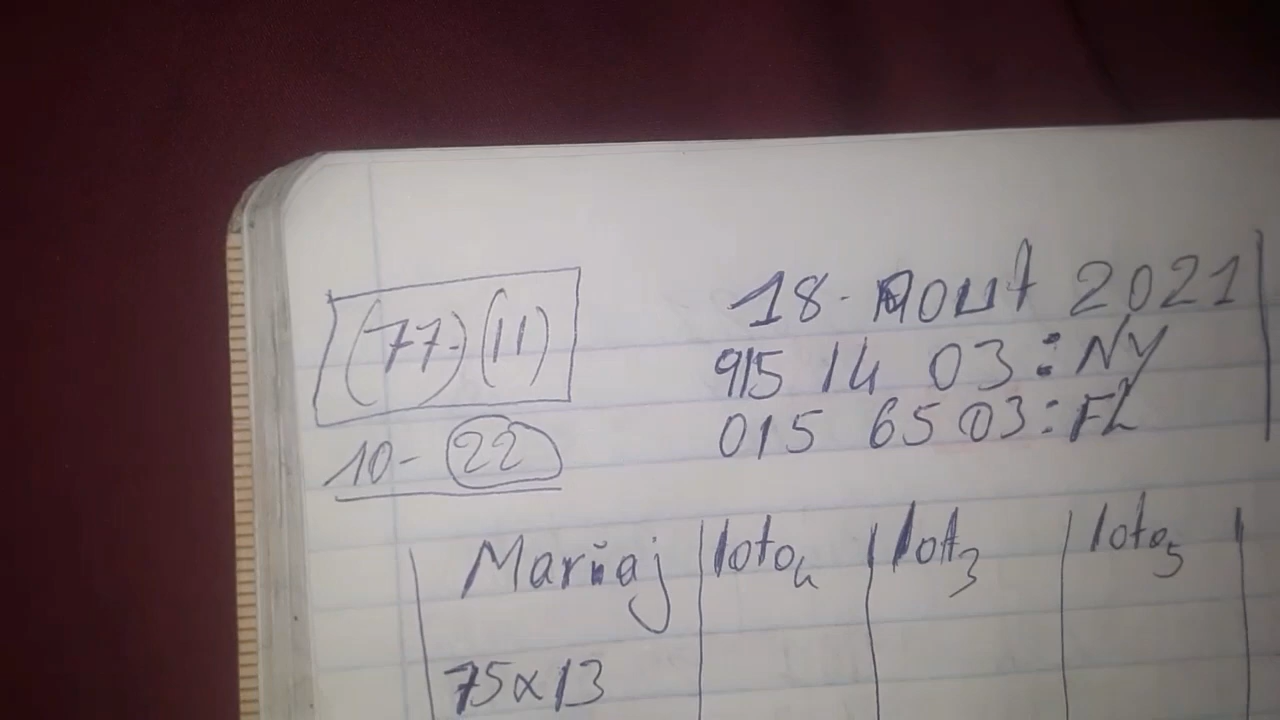 (77-)(11)
18. Aout 2021
915 14 03: NY
10- 22
015 65 03: FL
Mariaj loto4 lot3 loto5
75x13